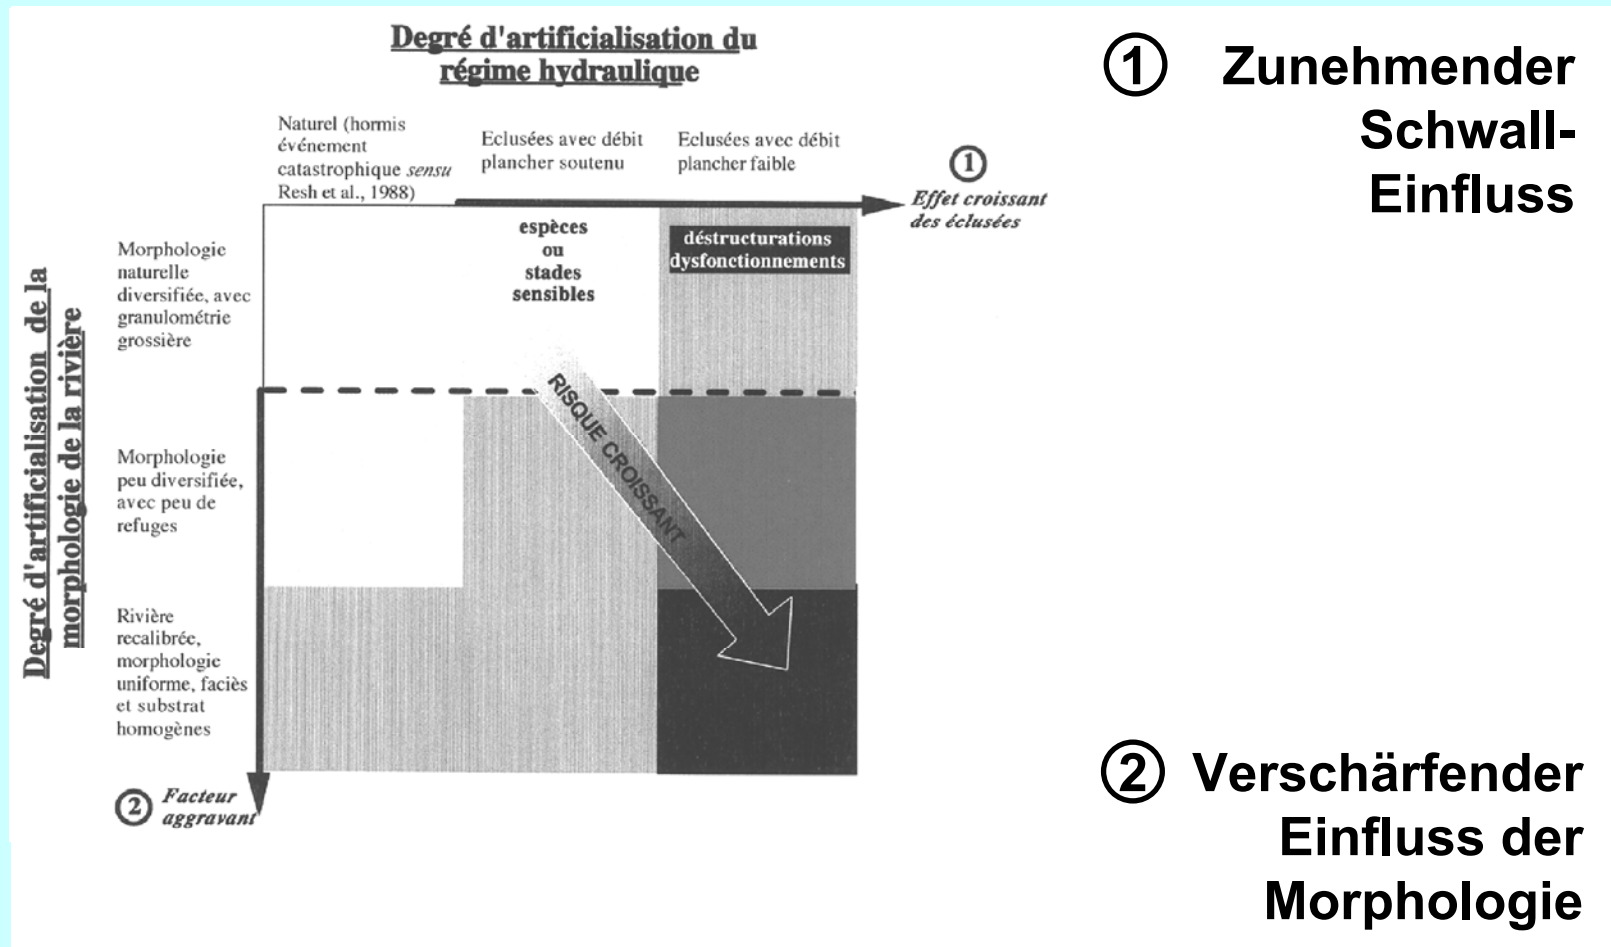 Degré d'artificialisation du
régime hydraulique
Naturel (hormis
événement
catastrophique sensu
Resh et al., 1988)
Eclusées avec débit
plancher soutenu
Eclusées avec débit
plancher faible
1
Effet croissant
des éclusées
Degré d'artificialisation de la
morphologie de la rivière
Morphologie
naturelle
diversifiée, avec
granulométrie
grossière
espèces
ou
stades
sensibles
déstructurations
dysfonctionnements
RISQUE CROISSANT
Morphologie
peu diversifiée,
avec peu de
refuges
Rivière
recalibrée,
morphologie
uniforme, faciès
et substrat
homogènes
2 Facteur
aggravant
1 Zunehmender
Schwall-
Einfluss
2 Verschärfender
Einfluss der
Morphologie